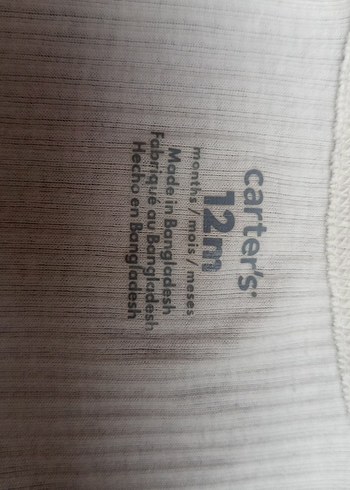 carter's®
12m
months / mois / meses
Made in Bangladesh
Fabriqué au Bangladesh
Hecho en Bangladesh